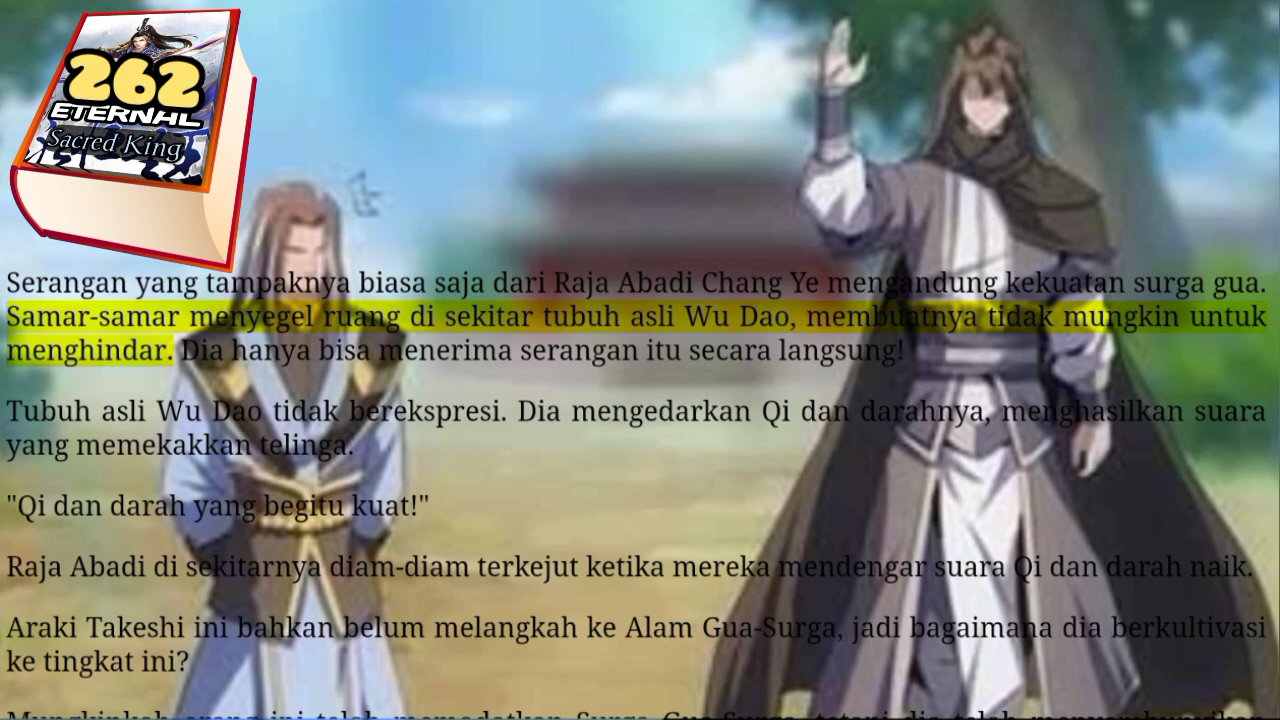 262
ETERNAL
Sacred King
Serangan yang tampaknya biasa saja dari Raja Abadi Chang Ye mengandung kekuatan surga gua.
Samar-samar menyegel ruang di sekitar tubuh asli Wu Dao, membuatnya tidak mungkin untuk
menghindar. Dia hanya bisa menerima serangan itu secara langsung!
Tubuh asli Wu Dao tidak berekspresi. Dia mengedarkan Qi dan darahnya, menghasilkan suara
yang memekakkan telinga.
"Qi dan darah yang begitu kuat!"
Raja Abadi di sekitarnya diam-diam terkejut ketika mereka mendengar suara Qi dan darah naik.
Araki Takeshi ini bahkan belum melangkah ke Alam Gua-Surga, jadi bagaimana dia berkultivasi
ke tingkat ini?